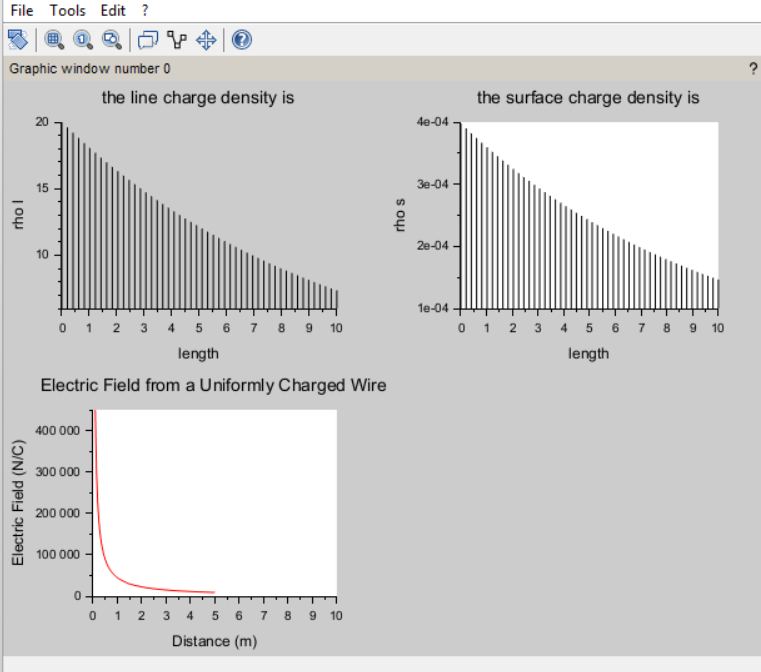 File Tools Edit ?
Graphic window number 0 ?
the line charge density is
20
15
10
rho l
0 1 2 3 4 5 6 7 8 9 10
length
the surface charge density is
4e-04
3e-04
2e-04
1e-04
rho s
0 1 2 3 4 5 6 7 8 9 10
length
Electric Field from a Uniformly Charged Wire
400 000
300 000
200 000
100 000
0
Electric Field (N/C)
0 1 2 3 4 5 6 7 8 9 10
Distance (m)